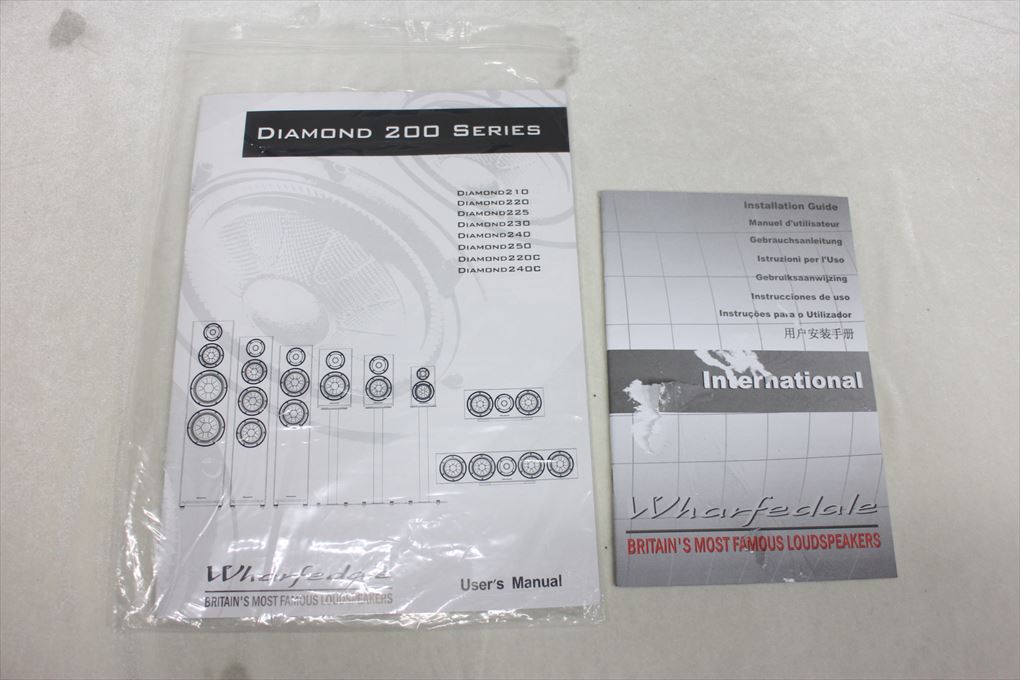 DIAMOND 200 SERIES
DIAMOND210
DIAMOND220
DIAMOND225
DIAMOND230
DIAMOND240
DIAMOND250
DIAMOND220C
DIAMOND240C
Wharfedale
BRITAIN'S MOST FAMOUS LOUDSPEAKERS
User's Manual
Installation Guide
Manuel d'utilisateur
Gebrauchsanleitung
Istruzioni per l'Uso
Gebruiksaanwijzing
Instrucciones de uso
Instruções para o Utilizador
用户安装手册
International
Wharfedale
BRITAIN'S MOST FAMOUS LOUDSPEAKERS